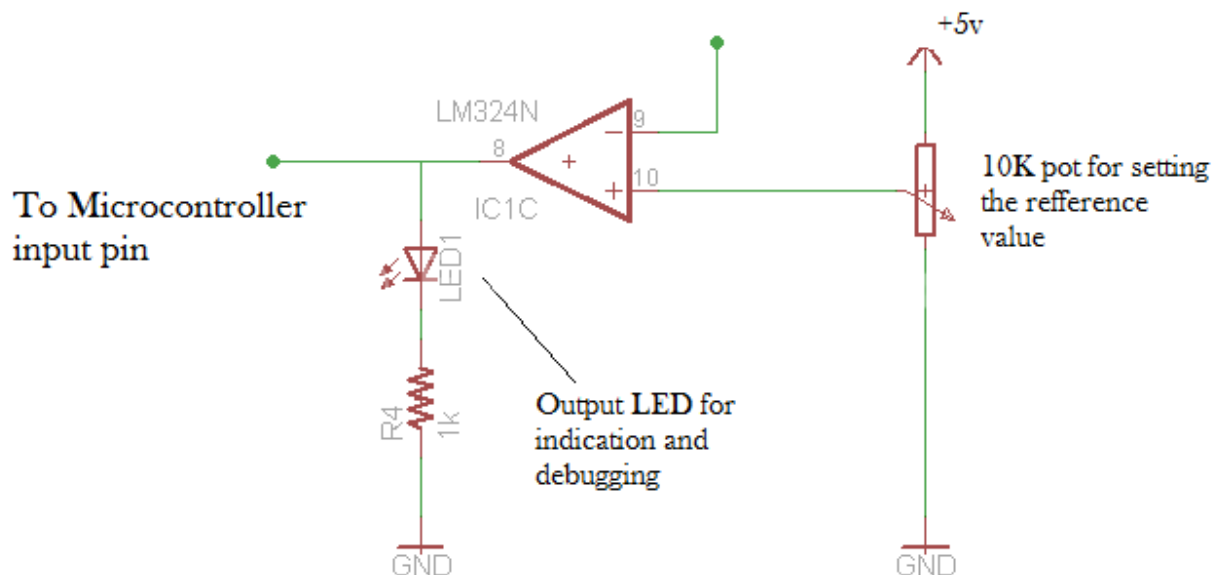 +5v
LM324N
9
8
10
IC1C
-
+
+
+
10K pot for setting
the refference
value
To Microcontroller
input pin
LED1
Output LED for
indication and
debugging
R4
1k
GND
GND